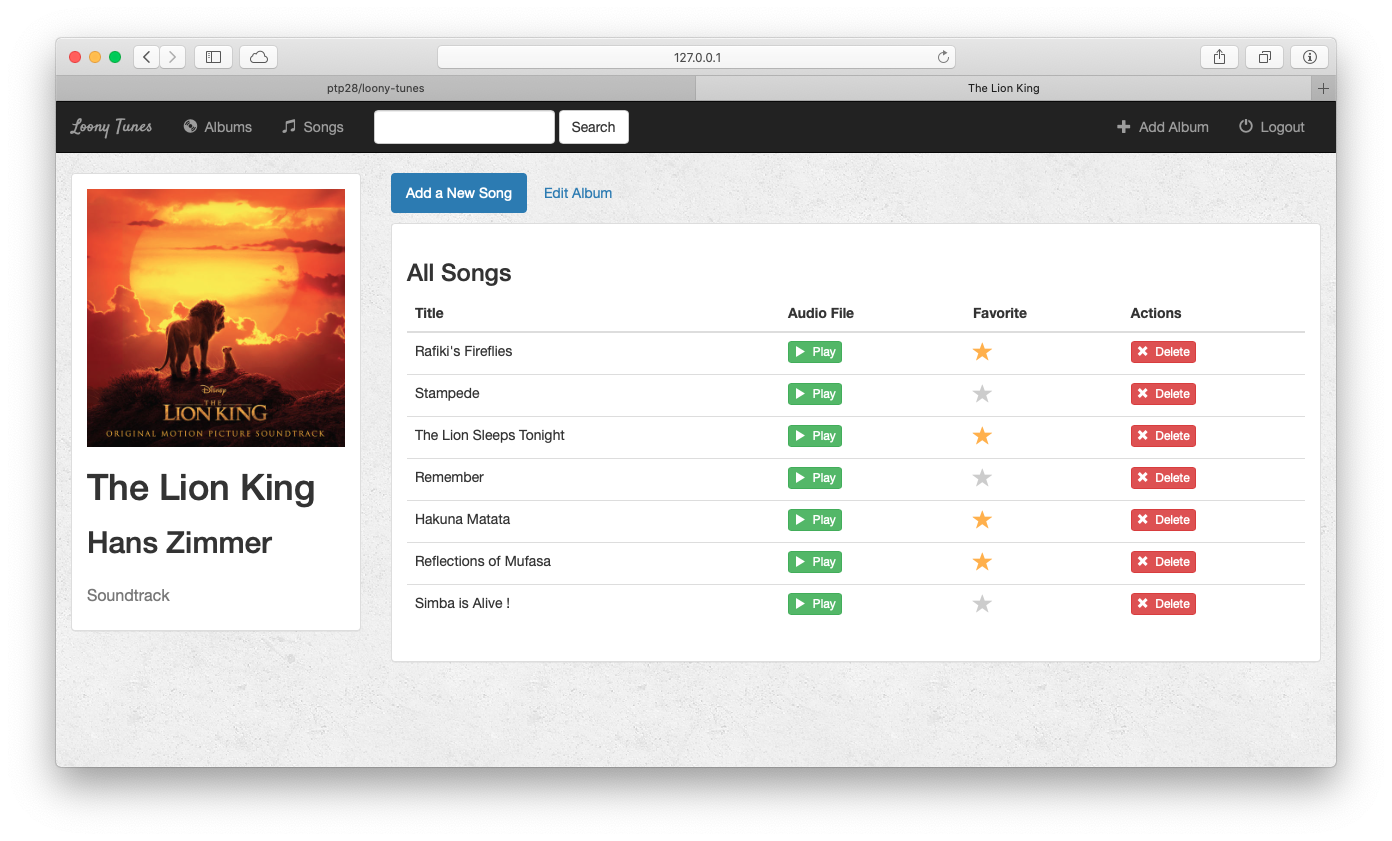 127.0.0.1
ptp28/loony-tunes
The Lion King
Loony Tunes Albums Songs Search Add Album Logout
Disney
THE
LION KING
ORIGINAL MOTION PICTURE SOUNDTRACK
The Lion King
Hans Zimmer
Soundtrack
Add a New Song Edit Album
All Songs
Title Audio File Favorite Actions
Rafiki's Fireflies Play Delete
Stampede Play Delete
The Lion Sleeps Tonight Play Delete
Remember Play Delete
Hakuna Matata Play Delete
Reflections of Mufasa Play Delete
Simba is Alive ! Play Delete